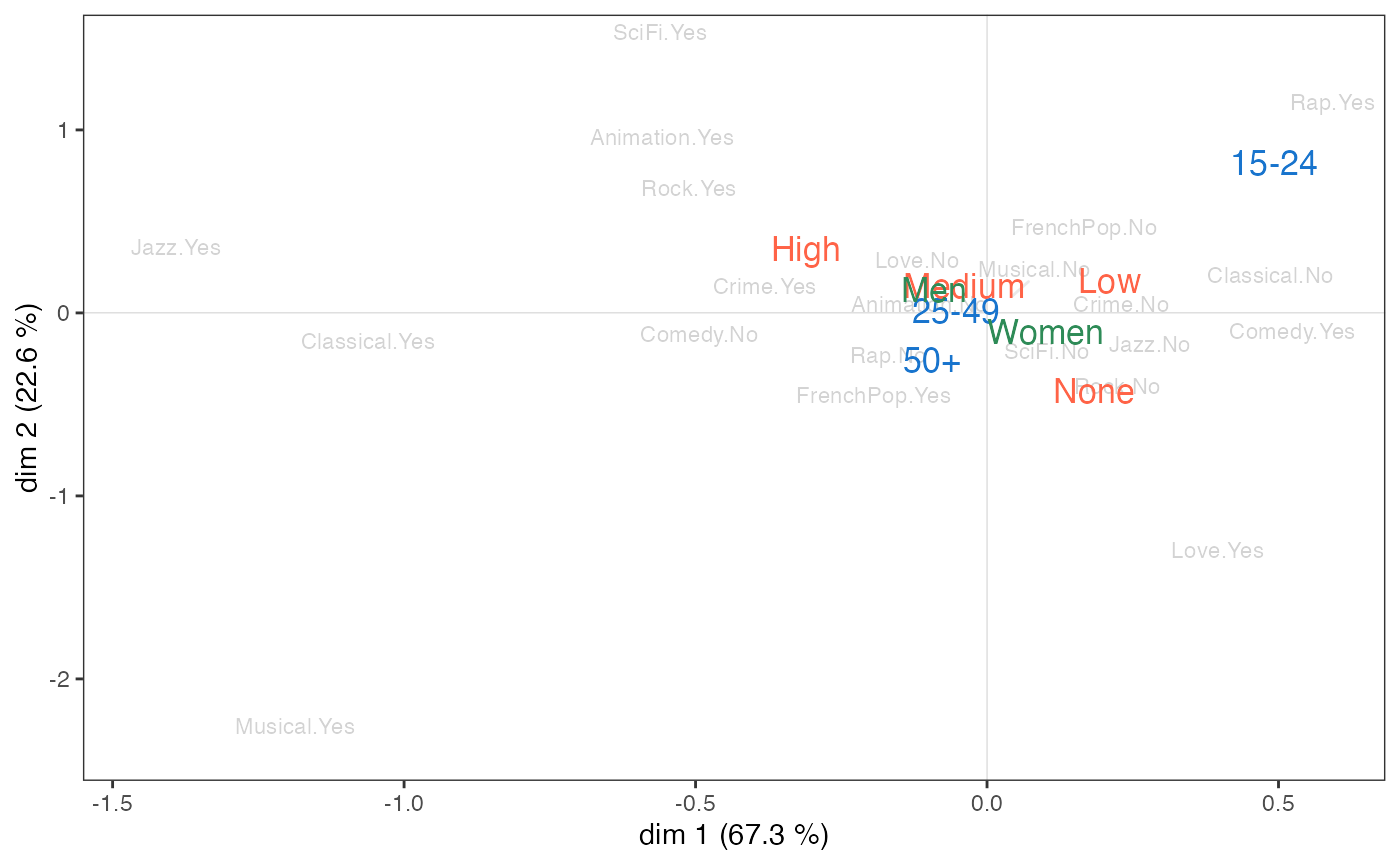 SciFi.Yes
Rap.Yes
1
Animation.Yes
15-24
Rock.Yes
FrenchPop.No
Jazz.Yes
High
Love.No
Musical.No
Classical.No
Crime.Yes
Medium
Low
Men
Animation.No
Crime.No
0
25-49
Comedy.No
Women
Comedy.Yes
Classical.Yes
Jazz.No
Rap.No
50+
SciFi.No
FrenchPop.Yes
None
Rock.No
-1
Love.Yes
-2
Musical.Yes
-1.5
-1.0
-0.5
0.0
0.5
dim 1 (67.3 %)
dim 2 (22.6 %)